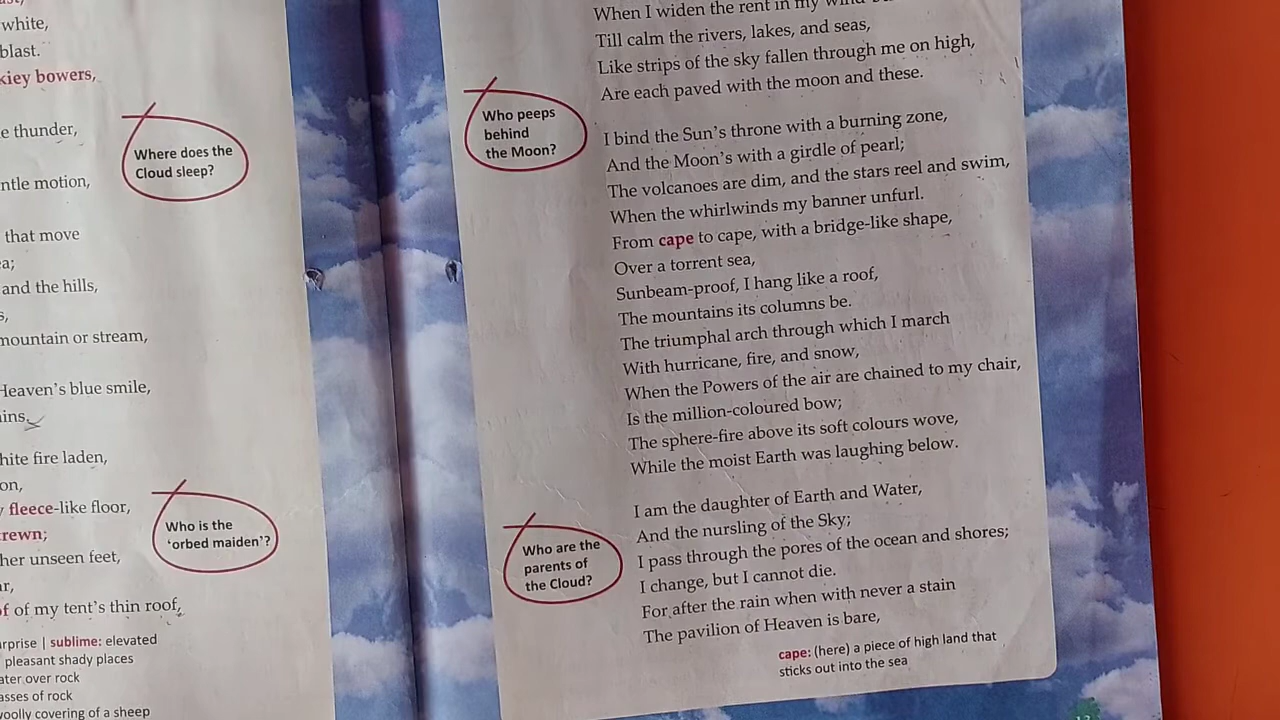 white,
blast.
kiey bowers,
e thunder,
Where does the
Cloud sleep?
ntle motion,
that move
a;
and the hills,
s,
mountain or stream,
Heaven's blue smile,
ains.
hite fire laden,
on,
y fleece-like floor,
rewn;
Who is the
'orbed maiden'?
her unseen feet,
ar,
of of my tent's thin roof,
urprise | sublime: elevated
pleasant shady places
ater over rock
asses of rock
woolly covering of a sheep
When I widen the rent in my wind
Till calm the rivers, lakes, and seas,
Like strips of the sky fallen through me on high,
Are each paved with the moon and these.
Who peeps
behind
the Moon?
I bind the Sun's throne with a burning zone,
And the Moon's with a girdle of pearl;
The volcanoes are dim, and the stars reel and swim,
When the whirlwinds my banner unfurl.
From cape to cape, with a bridge-like shape,
Over a torrent sea,
Sunbeam-proof, I hang like a roof,
The mountains its columns be.
The triumphal arch through which I march
With hurricane, fire, and snow,
When the Powers of the air are chained to my chair,
Is the million-coloured bow;
The sphere-fire above its soft colours wove,
While the moist Earth was laughing below.
Who are the
parents of
the Cloud?
I am the daughter of Earth and Water,
And the nursling of the Sky;
I pass through the pores of the ocean and shores;
I change, but I cannot die.
For after the rain when with never a stain
The pavilion of Heaven is bare,
cape: (here) a piece of high land that
sticks out into the sea